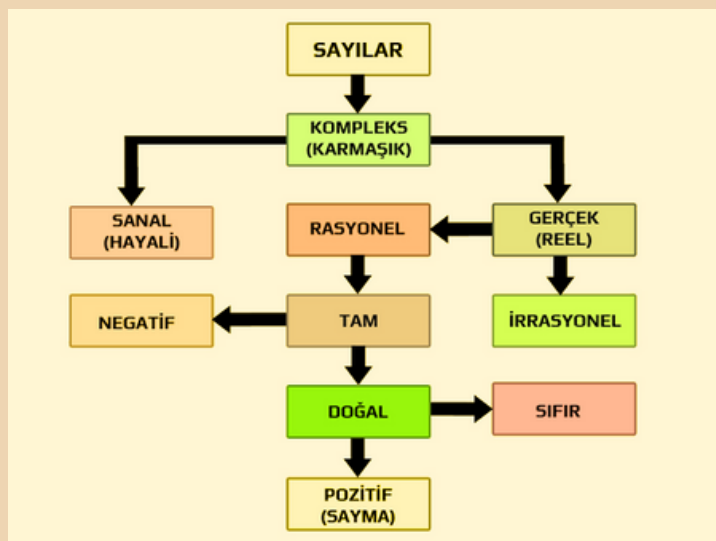 SAYILAR
KOMPLEKS
(KARMAŞIK)
SANAL
(HAYALİ)
RASYONEL
GERÇEK
(REEL)
NEGATİF
TAM
İRRASYONEL
DOĞAL
SIFIR
POZİTİF
(SAYMA)